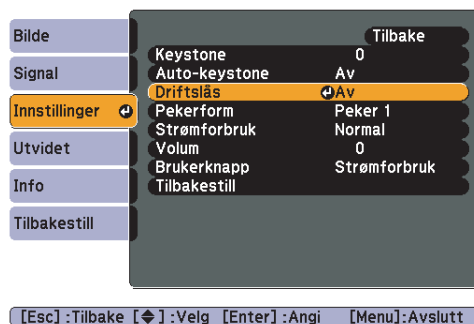 Bilde
Signal
Innstillinger
Utvidet
Info
Tilbakestill
Tilbake
Keystone 0
Auto-keystone Av
Driftslås Av
Pekerform Peker 1
Strømforbruk Normal
Volum 0
Brukerknapp Strømforbruk
Tilbakestill
[Esc] :Tilbake [◆] :Velg [Enter] :Angi [Menu]:Avslutt